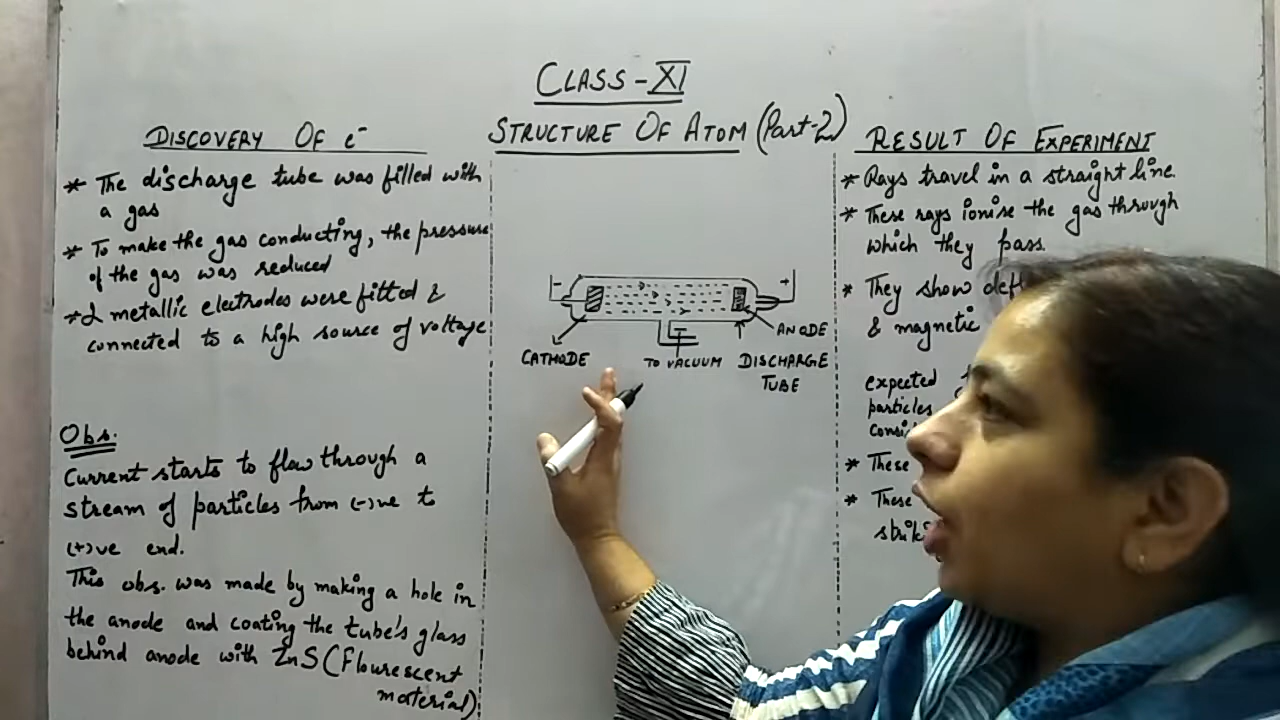 CLASS - XI
STRUCTURE OF ATOM (Part-2)
DISCOVERY OF e⁻
* The discharge tube was filled with
a gas
* To make the gas conducting, the pressure
of the gas was reduced
* 2 metallic electrodes were fitted &
connected to a high source of voltage
Obs.
Current starts to flow through a
stream of particles from (-)ve to
(+)ve end.
This obs. was made by making a hole in
the anode and coating the tube's glass
behind anode with ZnS (Flourescent
material)
-
+
CATHODE
TO VACUUM
ANODE
DISCHARGE
TUBE
RESULT OF EXPERIMENT
* Rays travel in a straight line
* These rays ionise the gas through
which they pass
* They show
& magnetic
expected
particles
* These
* These